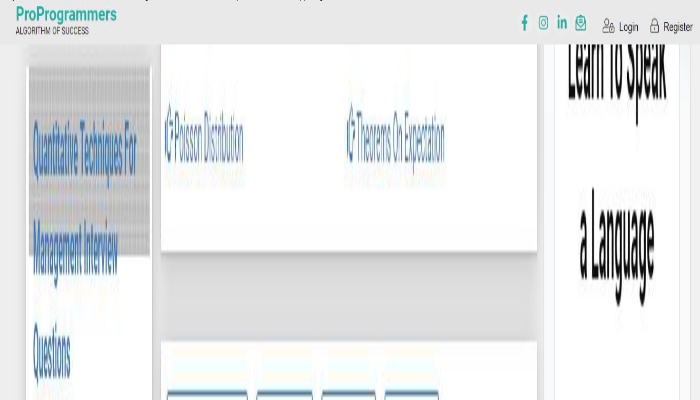 ProProgrammers
ALGORITHM OF SUCCESS
Login
Register
Quantitative Techniques For
Management Interview
Questions
Poisson Distribution
Theorems On Expectation
Learn To Speak
a Language